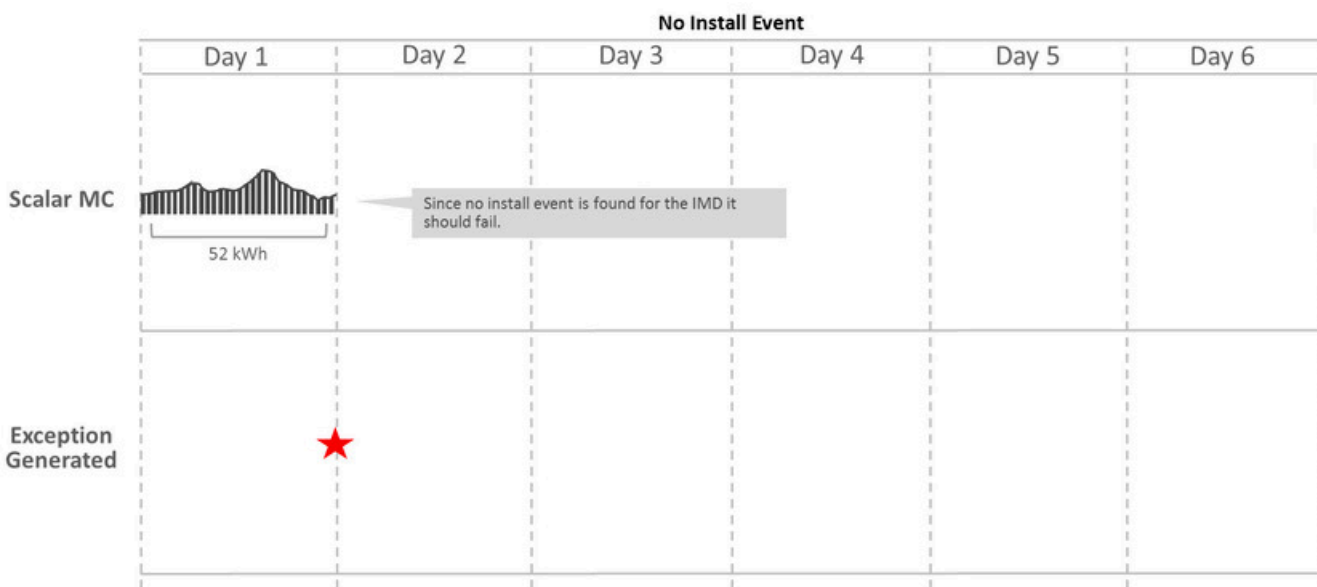 No Install Event
Day 1 Day 2 Day 3 Day 4 Day 5 Day 6
Scalar MC
Since no install event is found for the IMD it
should fail.
52 kWh
Exception
Generated